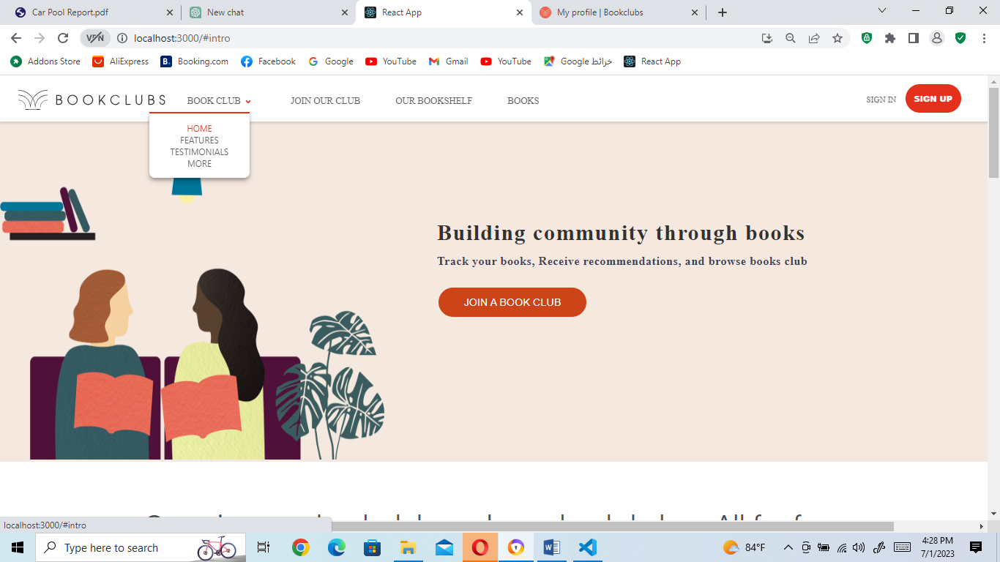 Car Pool Report.pdf
New chat
React App
My profile | Bookclubs
VPN
localhost:3000/#intro
Addons Store
AliExpress
B.
Booking.com
Facebook
Google
YouTube
Gmail
YouTube
خرائط Google
React App
BOOKCLUBS
BOOK CLUB
JOIN OUR CLUB
OUR BOOKSHELF
BOOKS
SIGN IN
SIGN UP
HOME
FEATURES
TESTIMONIALS
MORE
Building community through books
Track your books, Receive recommendations, and browse books club
JOIN A BOOK CLUB
localhost:3000/#intro
Type here to search
84°F
4:28 PM
7/1/2023